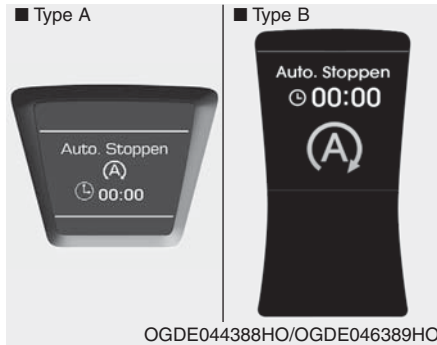 ■ Type A
Auto. Stoppen
(A)
00:00
■ Type B
Auto. Stoppen
00:00
(A)
OGDE044388HO/OGDE046389HO